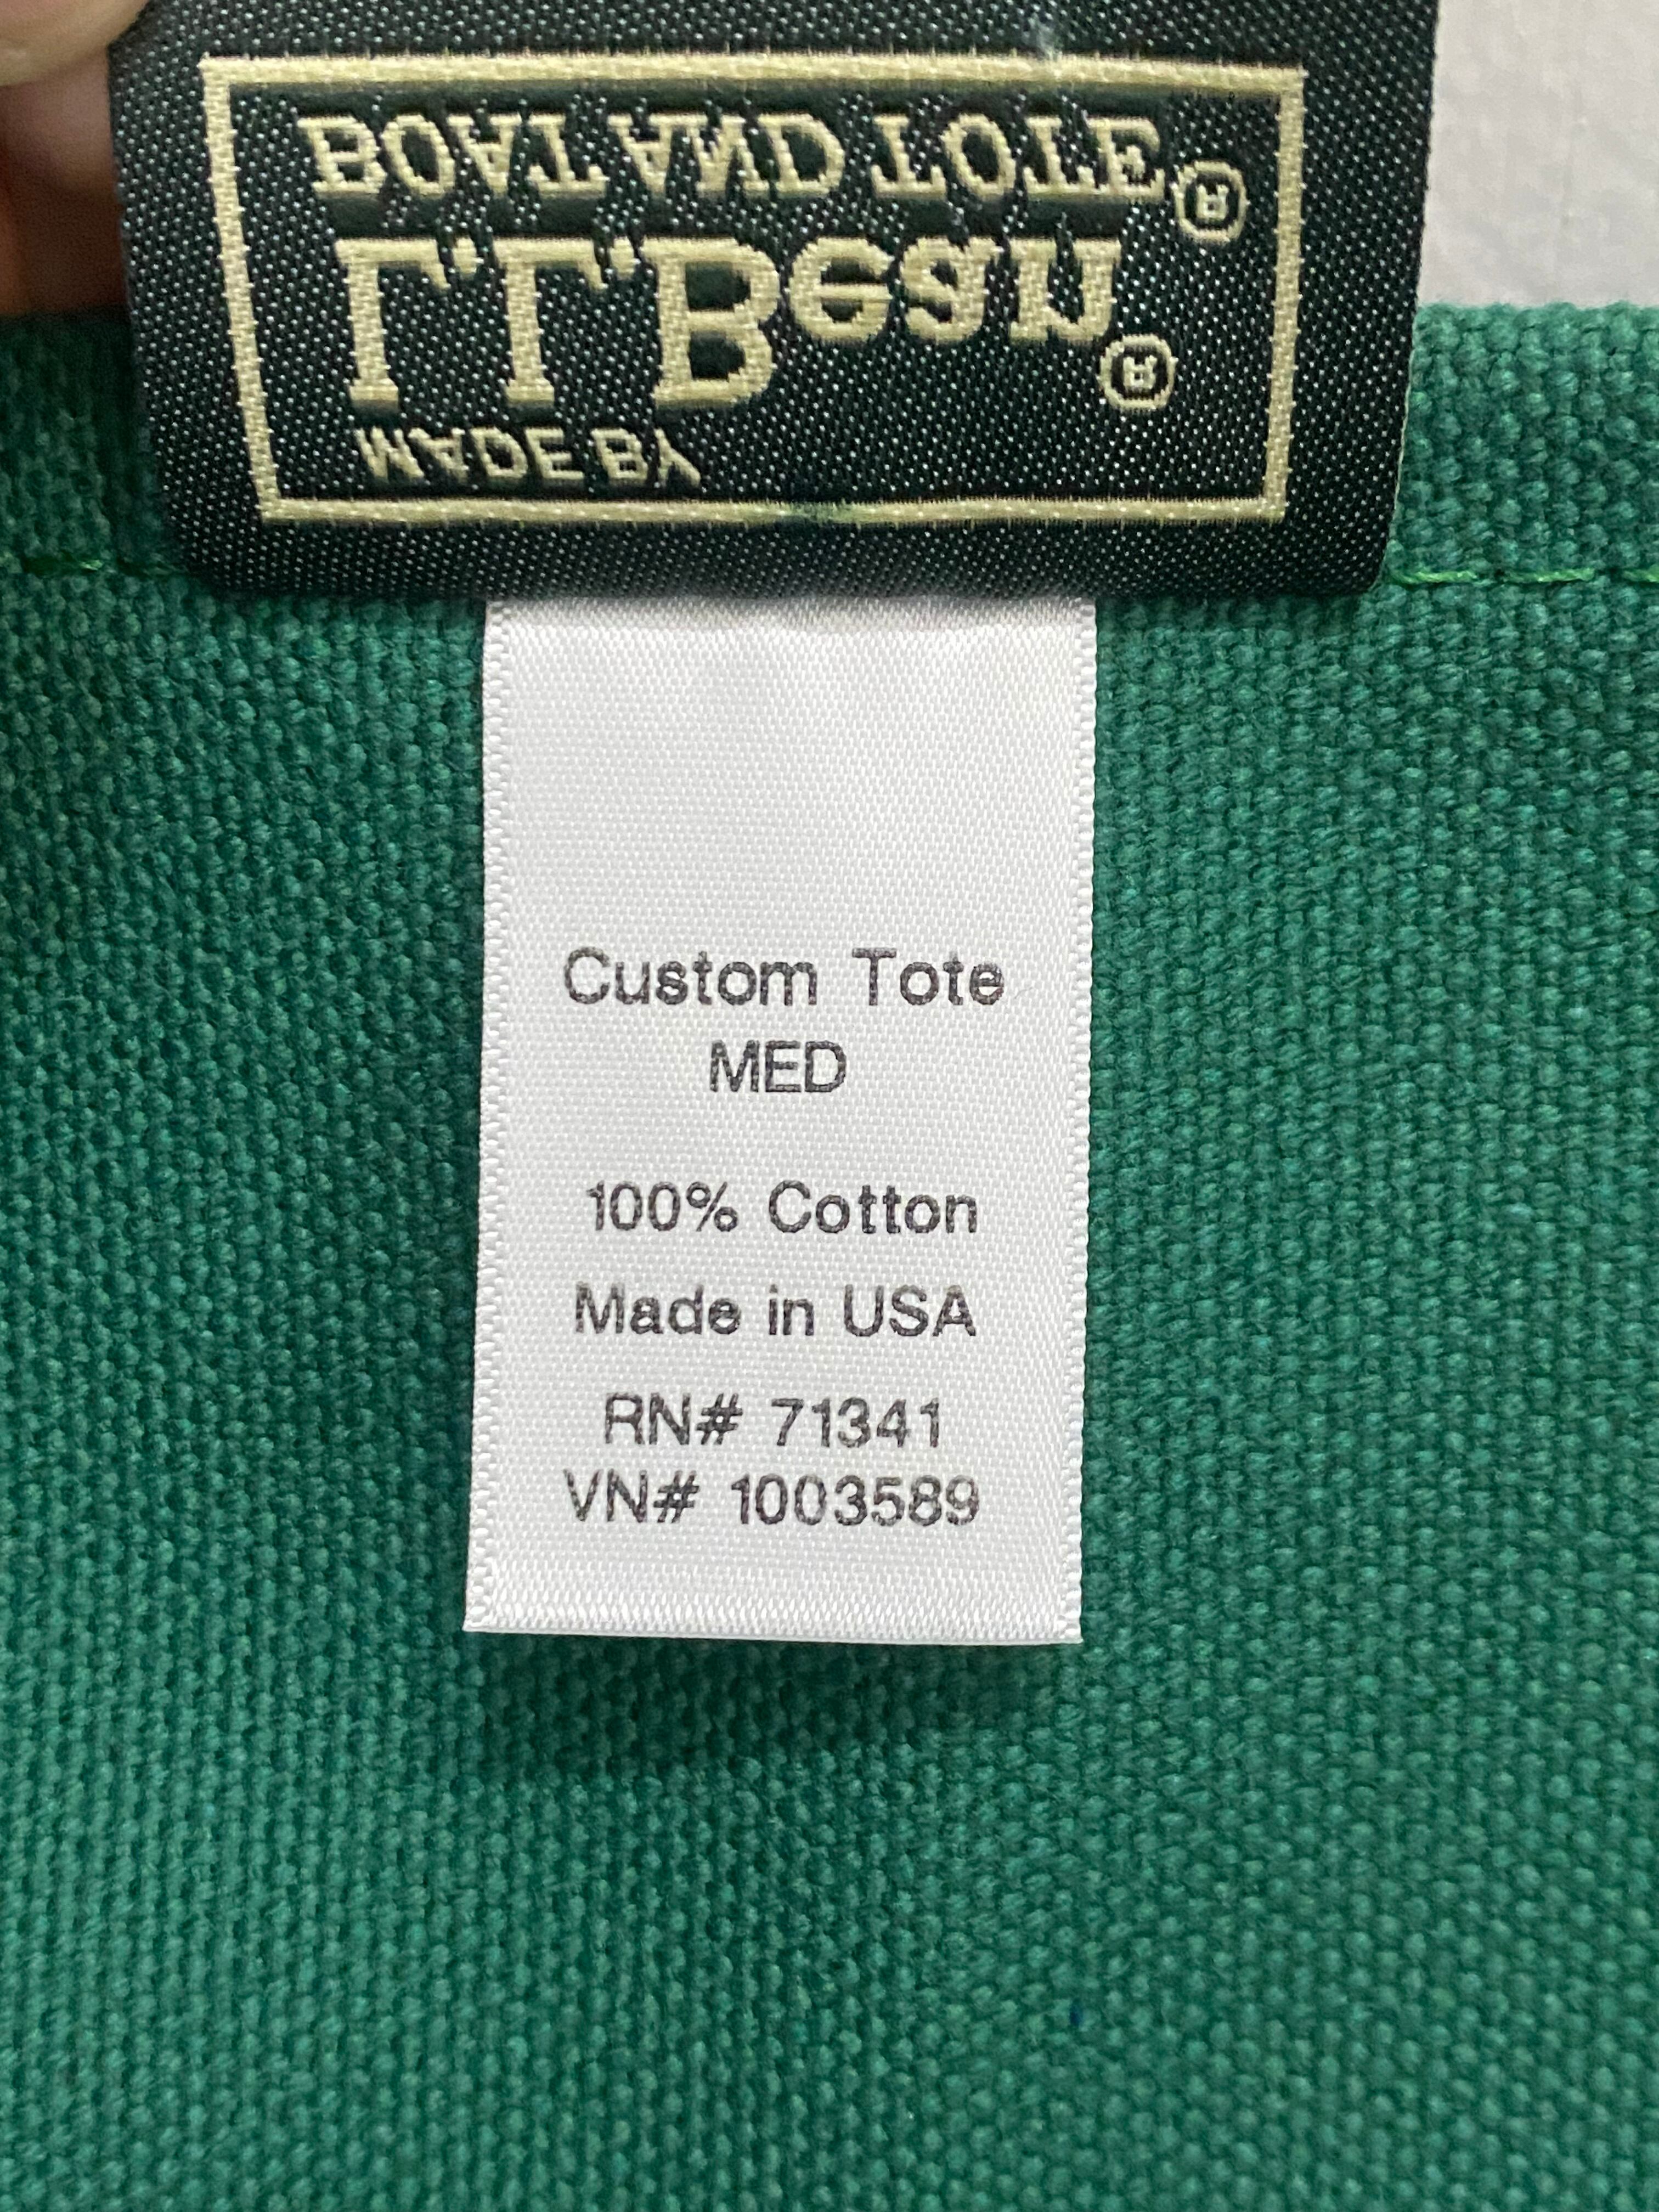 MADE BY
L.L.Bean®
BOAT AND TOTE®
Custom Tote
MED
100% Cotton
Made in USA
RN# 71341
VN# 1003589